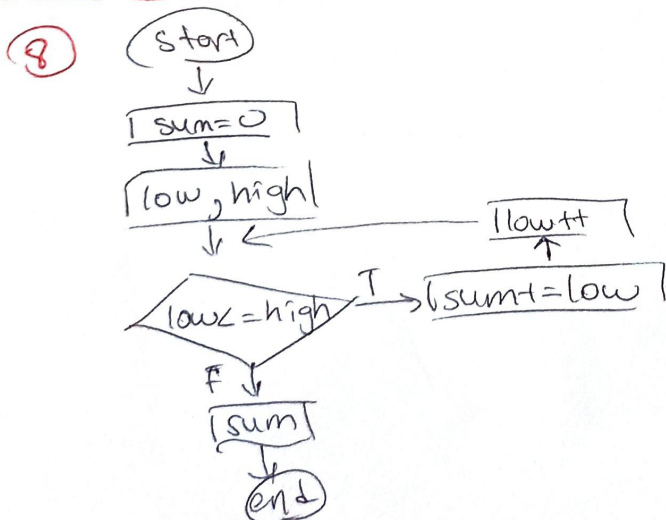 8
start
sum=0
low, high
low++
low<=high
T
sum+=low
F
sum
end